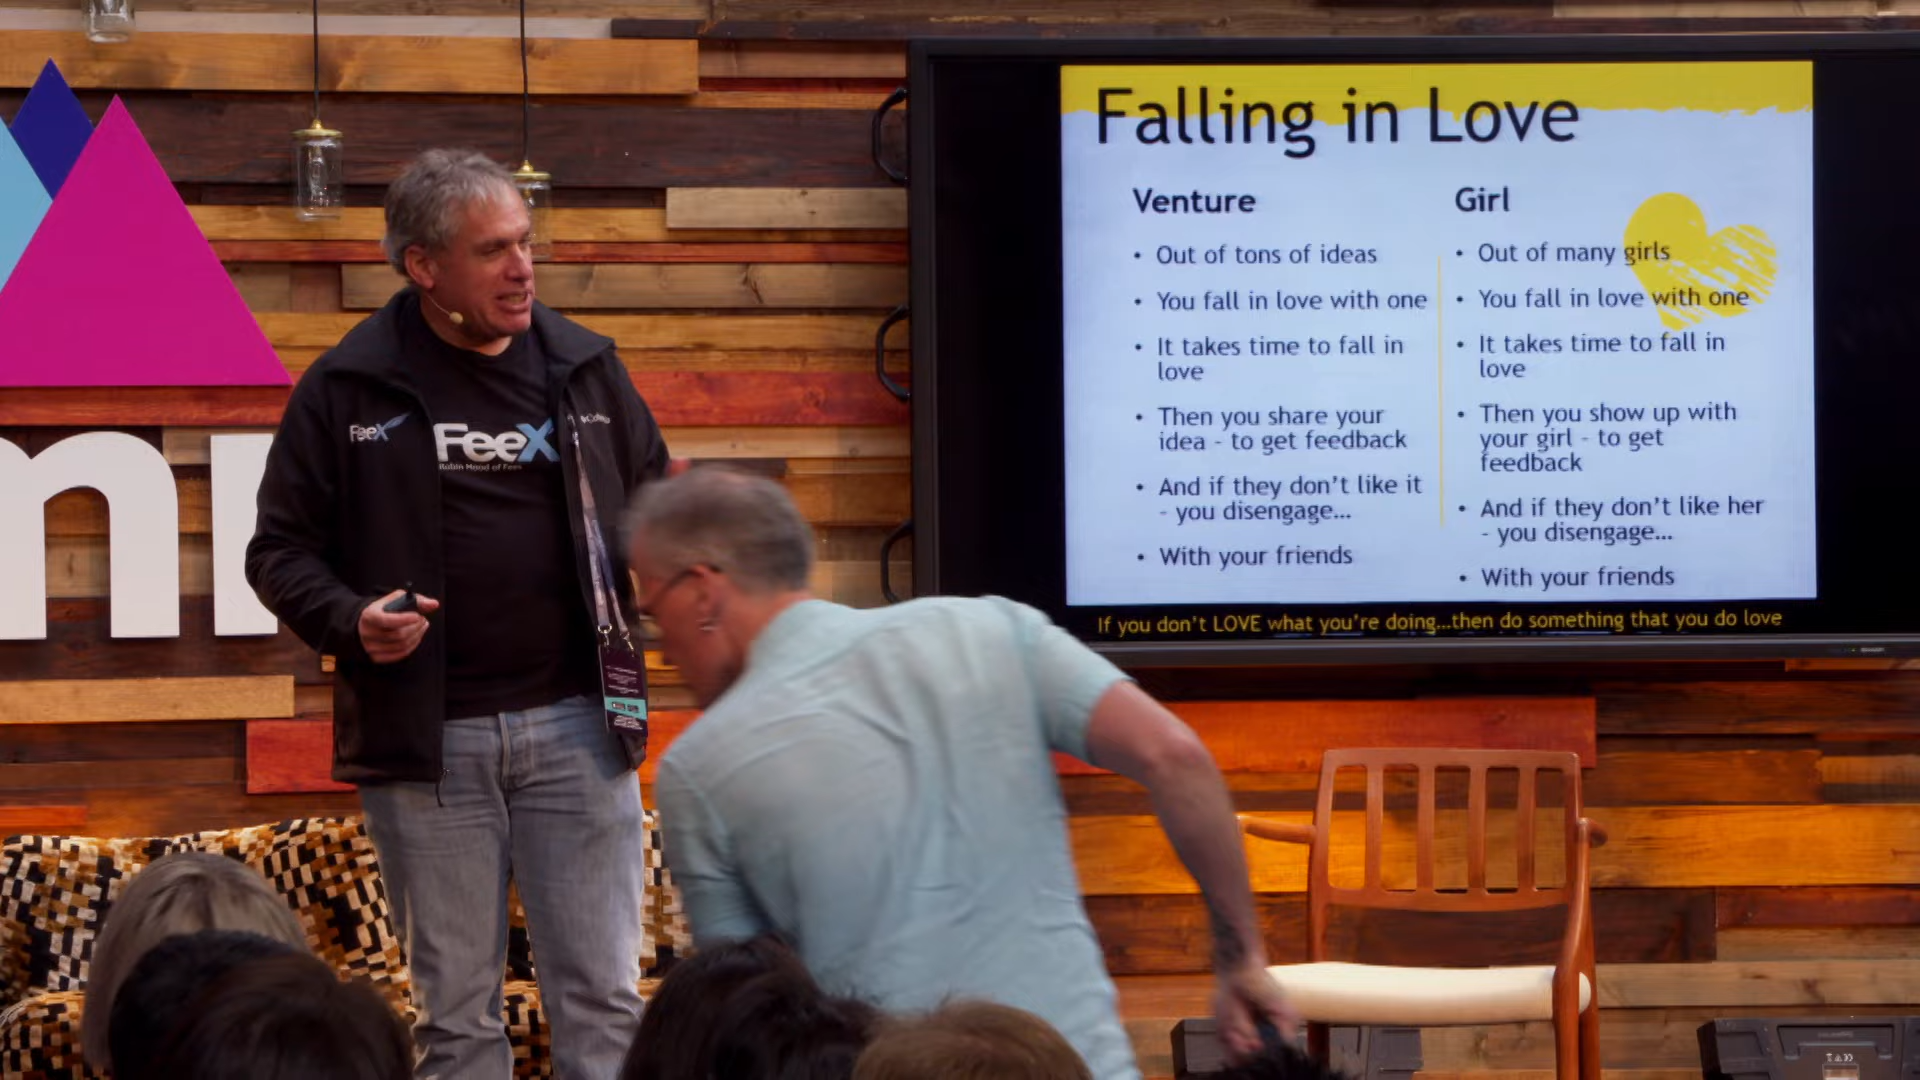 Falling in Love
Venture
• Out of tons of ideas
• You fall in love with one
• It takes time to fall in
love
• Then you share your
idea - to get feedback
• And if they don't like it
- you disengage...
• With your friends
Girl
• Out of many girls
• You fall in love with one
• It takes time to fall in
love
• Then you show up with
your girl - to get
feedback
• And if they don't like her
- you disengage...
• With your friends
If you don't LOVE what you're doing...then do something that you do love
FeeX
FeeX
Robin Hood of Fees
SHARP